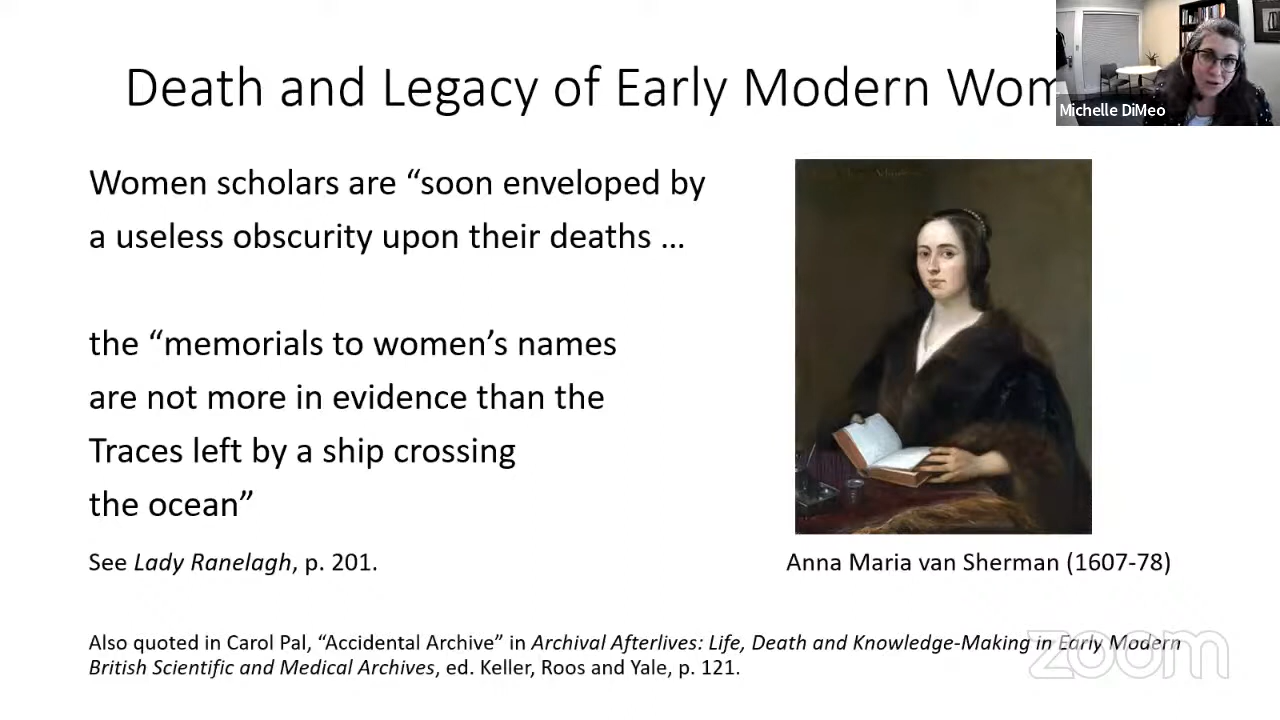 Death and Legacy of Early Modern Wom
Michelle DiMeo
Women scholars are “soon enveloped by
a useless obscurity upon their deaths …
the “memorials to women’s names
are not more in evidence than the
Traces left by a ship crossing
the ocean”
See Lady Ranelagh, p. 201.
Anna Maria van Sherman (1607-78)
Also quoted in Carol Pal, “Accidental Archive” in Archival Afterlives: Life, Death and Knowledge-Making in Early Modern
British Scientific and Medical Archives, ed. Keller, Roos and Yale, p. 121.
zoom